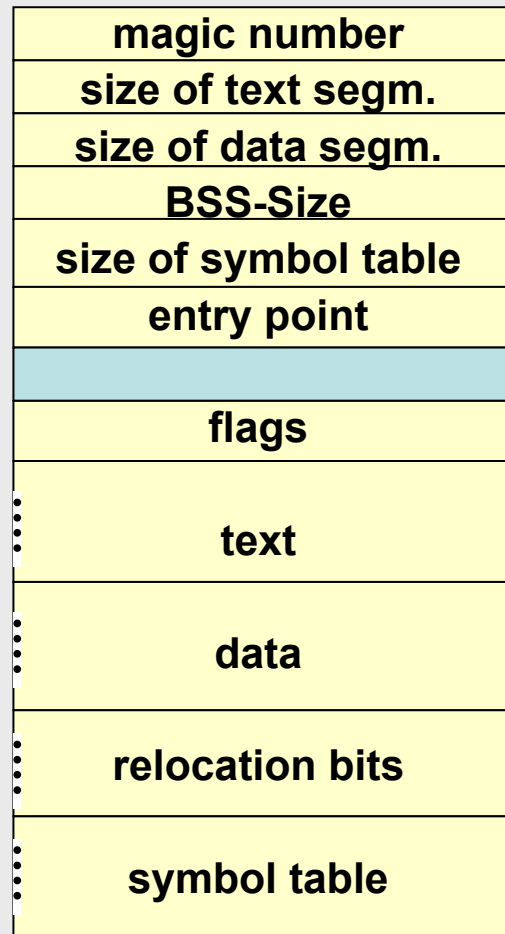 magic number
size of text segm.
size of data segm.
BSS-Size
size of symbol table
entry point
flags
text
data
relocation bits
symbol table